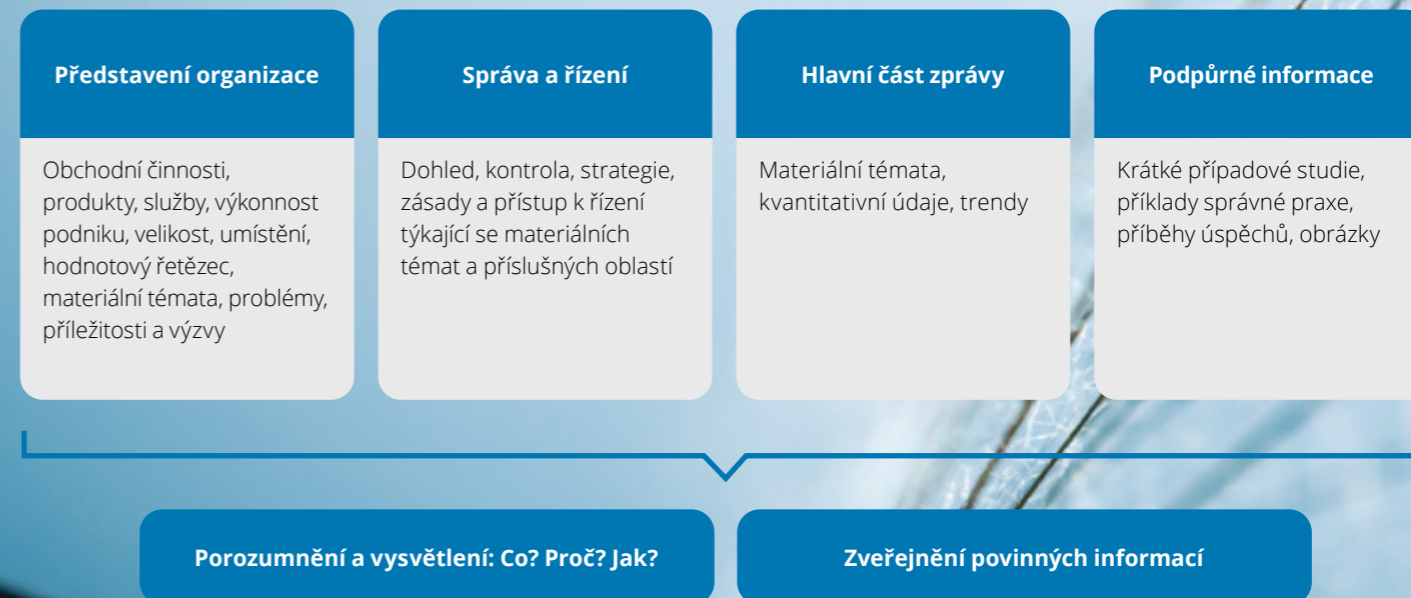 Představení organizace
Obchodní činnosti,
produkty, služby, výkonnost
podniku, velikost, umístění,
hodnotový řetězec,
materiální témata, problémy,
příležitosti a výzvy
Správa a řízení
Dohled, kontrola, strategie,
zásady a přístup k řízení
týkající se materiálních
témat a příslušných oblastí
Hlavní část zprávy
Materiální témata,
kvantitativní údaje, trendy
Podpůrné informace
Krátké případové studie,
příklady správné praxe,
příběhy úspěchů, obrázky
Porozumnění a vysvětlení: Co? Proč? Jak?
Zveřejnění povinných informací